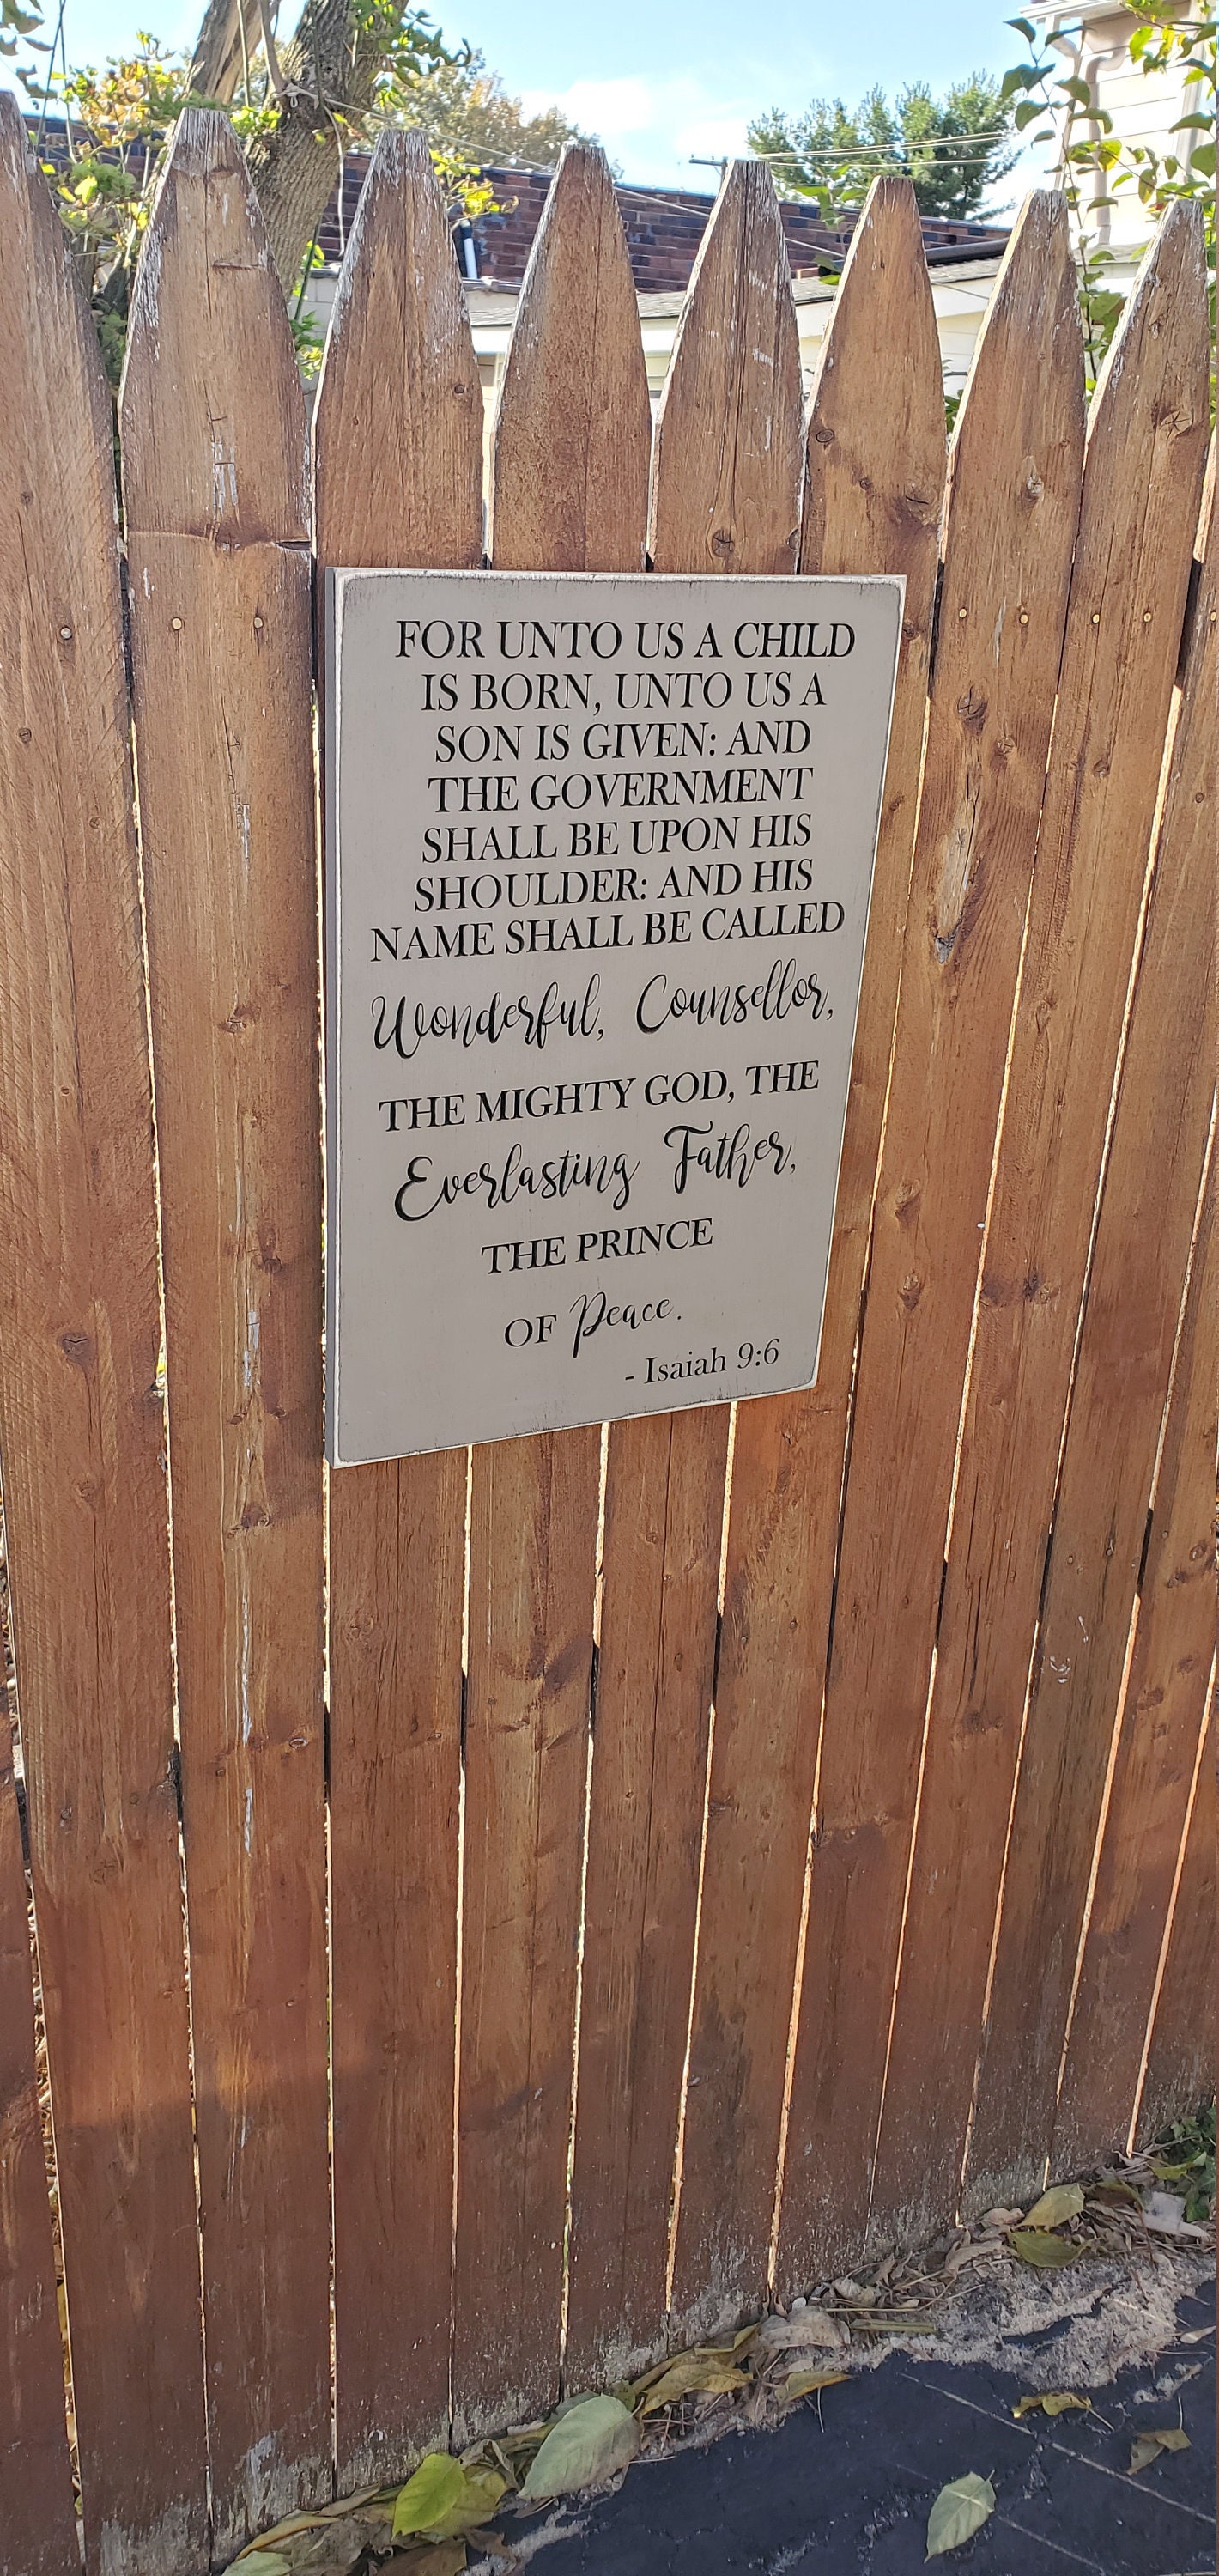 FOR UNTO US A CHILD
IS BORN, UNTO US A
SON IS GIVEN: AND
THE GOVERNMENT
SHALL BE UPON HIS
SHOULDER: AND HIS
NAME SHALL BE CALLED
Wonderful, Counsellor,
THE MIGHTY GOD, THE
Everlasting Father,
THE PRINCE
OF Peace.
- Isaiah 9:6